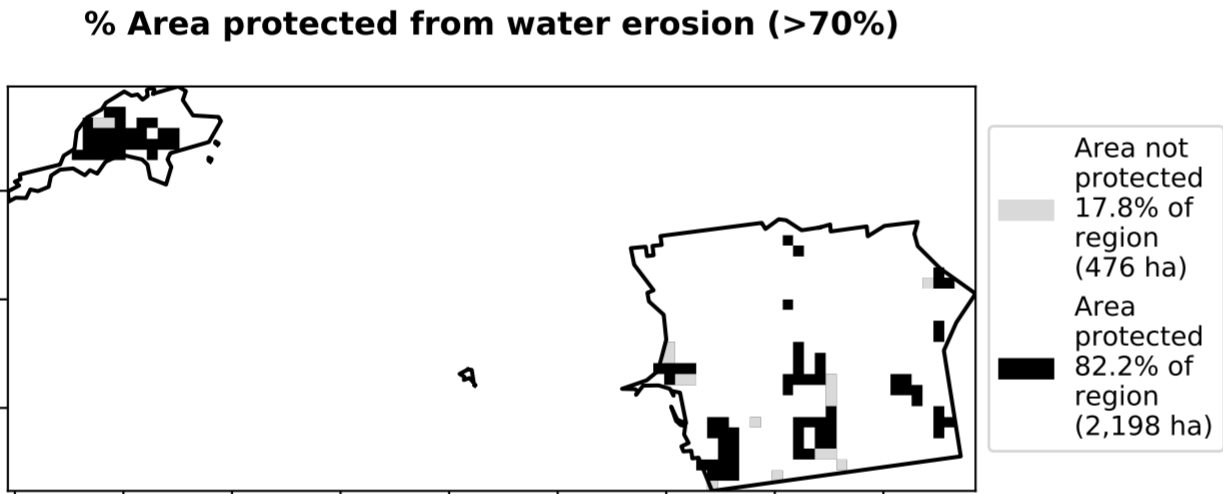 % Area protected from water erosion (>70%)
Area not
protected
17.8% of
region
(476 ha)
Area
protected
82.2% of
region
(2,198 ha)